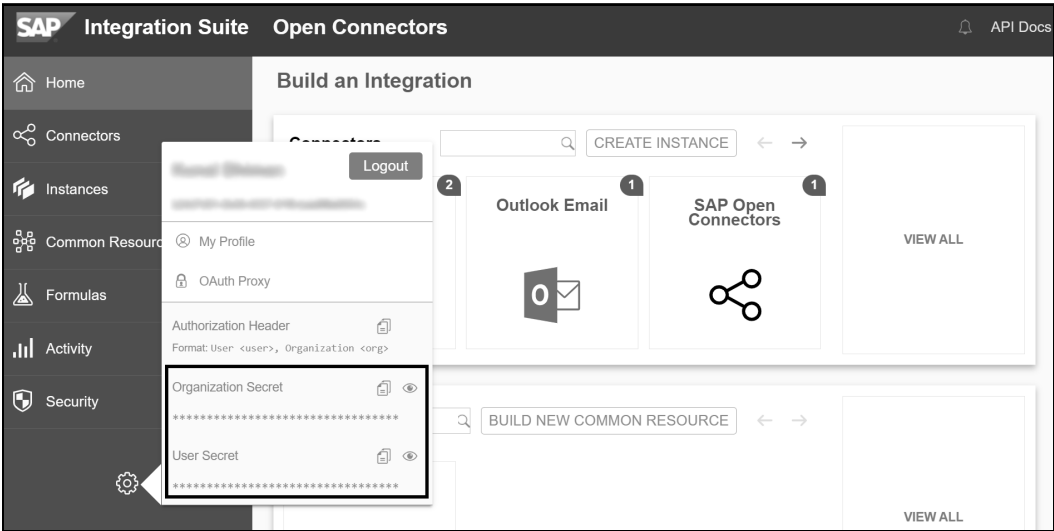 SAP Integration Suite Open Connectors API Docs
Home
Connectors
Instances
Common Resourc
Formulas
Activity
Security
Logout
My Profile
OAuth Proxy
Authorization Header
Format: User <user>, Organization <org>
Organization Secret
*********************************
User Secret
*********************************
Build an Integration
Connectors
CREATE INSTANCE
2
Outlook Email
1
SAP Open
Connectors
1
VIEW ALL
BUILD NEW COMMON RESOURCE
VIEW ALL